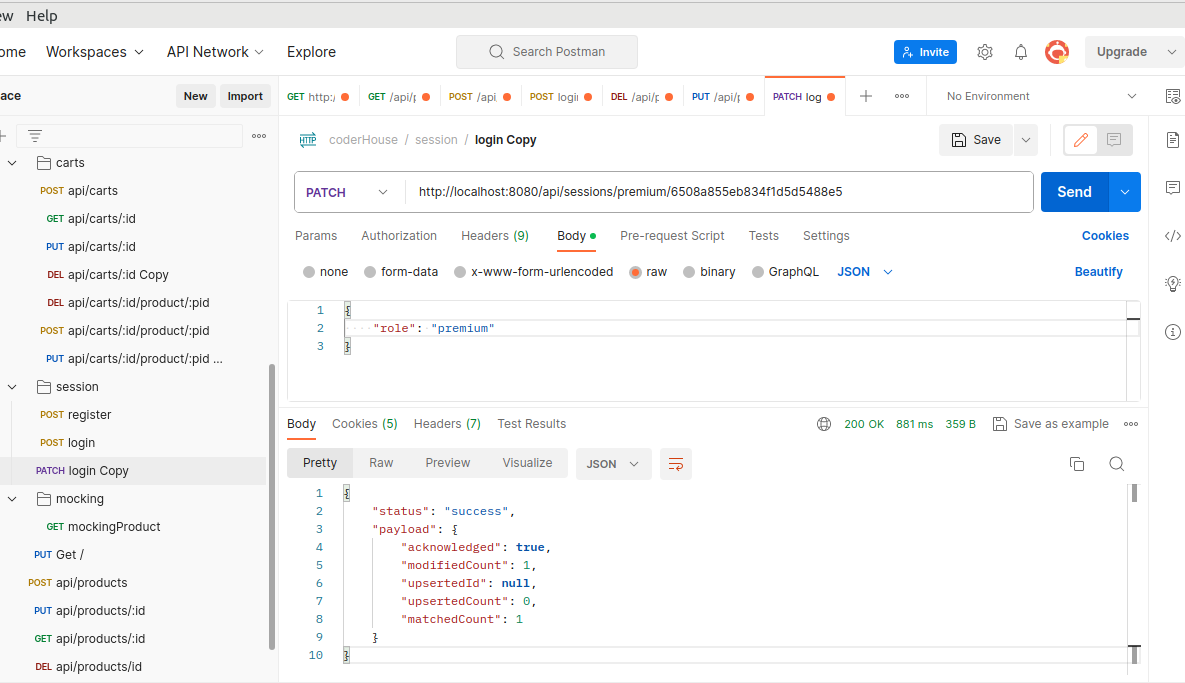 ew Help
ome Workspaces API Network Explore Search Postman Invite Upgrade
ace New Import
GET http:/ GET /api/p POST /api, POST logi DEL /api/p PUT /api/p PATCH log No Environment
carts
POST api/carts
GET api/carts/:id
PUT api/carts/:id
DEL api/carts/:id Copy
DEL api/carts/:id/product/:pid
POST api/carts/:id/product/:pid
PUT api/carts/:id/product/:pid ...
session
POST register
POST login
PATCH login Copy
mocking
GET mockingProduct
PUT Get /
POST api/products
PUT api/products/:id
GET api/products/:id
DEL api/products/id
HTTP coderHouse / session / login Copy Save
PATCH http://localhost:8080/api/sessions/premium/6508a855eb834f1d5d5488e5 Send
Params Authorization Headers (9) Body Pre-request Script Tests Settings Cookies
none form-data x-www-form-urlencoded raw binary GraphQL JSON Beautify
1 {
2 "role": "premium"
3 }
Body Cookies (5) Headers (7) Test Results 200 OK 881 ms 359 B Save as example
Pretty Raw Preview Visualize JSON
1 {
2 "status": "success",
3 "payload": {
4 "acknowledged": true,
5 "modifiedCount": 1,
6 "upsertedId": null,
7 "upsertedCount": 0,
8 "matchedCount": 1
9 }
10 }